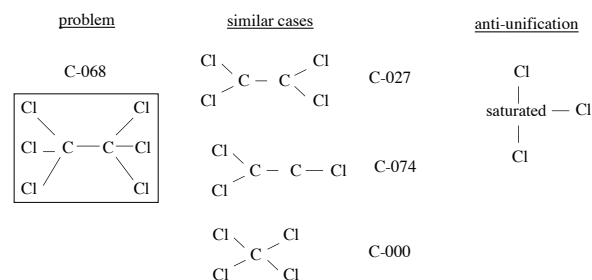 problem
similar cases
anti-unification
C-068
Cl Cl
Cl C C Cl
Cl Cl
Cl Cl
C C
Cl Cl
C-027
Cl
C C Cl
Cl
C-074
Cl Cl
C
Cl Cl
C-000
Cl
saturated Cl
Cl